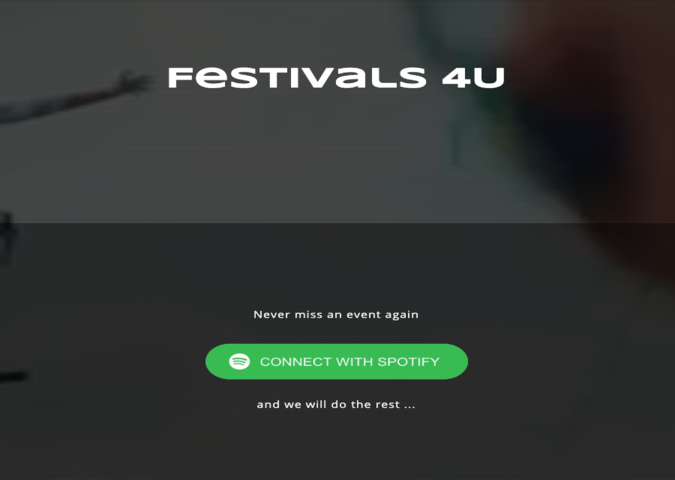 FESTIVALS 4U
Never miss an event again
CONNECT WITH SPOTIFY
and we will do the rest ...